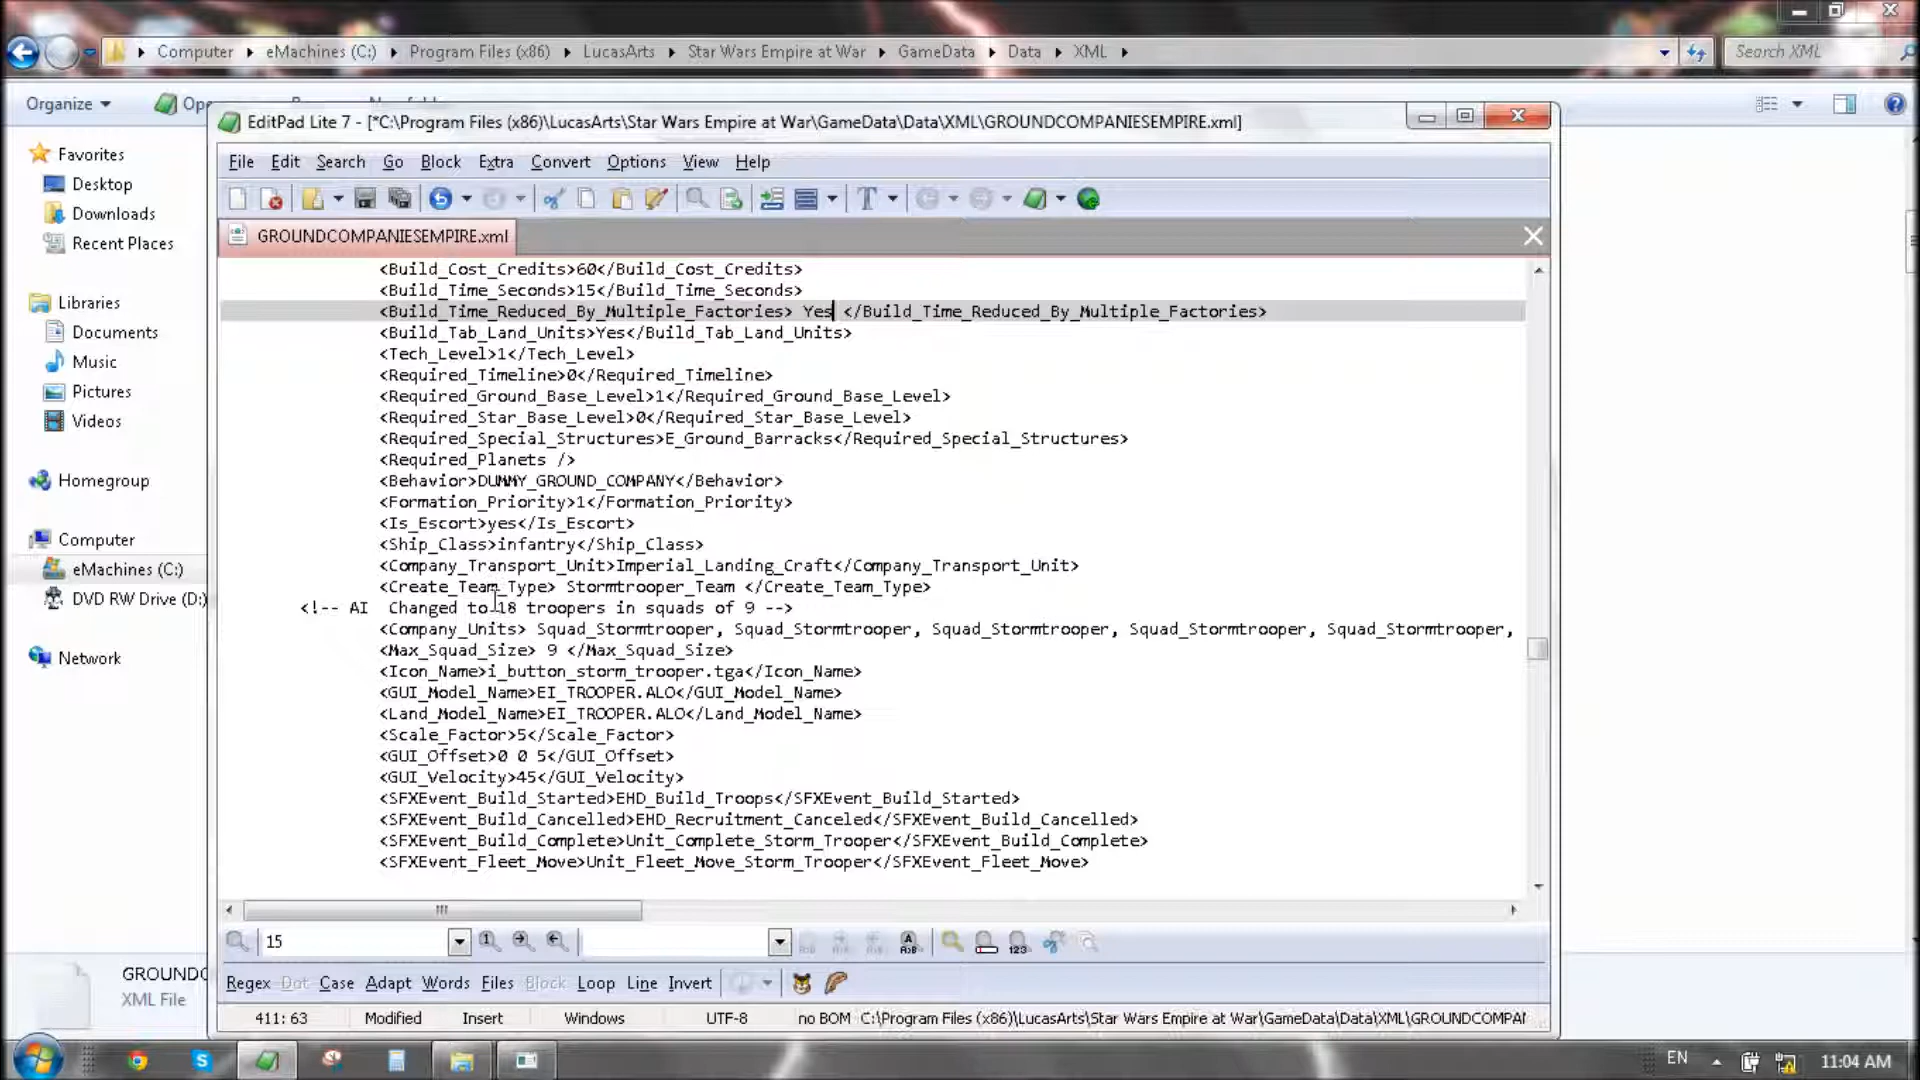 Computer eMachines (C:) Program Files (x86) LucasArts Star Wars Empire at War GameData Data XML
Search XML
Organize
EditPad Lite 7 - [*C:\Program Files (x86)\LucasArts\Star Wars Empire at War\GameData\Data\XML\GROUNDCOMPANIESEMPIRE.xml]
File Edit Search Go Block Extra Convert Options View Help
GROUNDCOMPANIESEMPIRE.xml
Favorites
Desktop
Downloads
Recent Places
Libraries
Documents
Music
Pictures
Videos
Homegroup
Computer
eMachines (C:)
DVD RW Drive (D:)
Network
<Build_Cost_Credits>60</Build_Cost_Credits>
<Build_Time_Seconds>15</Build_Time_Seconds>
<Build_Time_Reduced_By_Multiple_Factories> Yes </Build_Time_Reduced_By_Multiple_Factories>
<Build_Tab_Land_Units>Yes</Build_Tab_Land_Units>
<Tech_Level>1</Tech_Level>
<Required_Timeline>0</Required_Timeline>
<Required_Ground_Base_Level>1</Required_Ground_Base_Level>
<Required_Star_Base_Level>0</Required_Star_Base_Level>
<Required_Special_Structures>E_Ground_Barracks</Required_Special_Structures>
<Required_Planets />
<Behavior>DUMMY_GROUND_COMPANY</Behavior>
<Formation_Priority>1</Formation_Priority>
<Is_Escort>yes</Is_Escort>
<Ship_Class>infantry</Ship_Class>
<Company_Transport_Unit>Imperial_Landing_Craft</Company_Transport_Unit>
<Create_Team_Type> Stormtrooper_Team </Create_Team_Type>
<!-- AI  Changed to 18 troopers in squads of 9 -->
<Company_Units> Squad_Stormtrooper, Squad_Stormtrooper, Squad_Stormtrooper, Squad_Stormtrooper, Squad_Stormtrooper,
<Max_Squad_Size> 9 </Max_Squad_Size>
<Icon_Name>i_button_storm_trooper.tga</Icon_Name>
<GUI_Model_Name>EI_TROOPER.ALO</GUI_Model_Name>
<Land_Model_Name>EI_TROOPER.ALO</Land_Model_Name>
<Scale_Factor>5</Scale_Factor>
<GUI_Offset>0 0 5</GUI_Offset>
<GUI_Velocity>45</GUI_Velocity>
<SFXEvent_Build_Started>EHD_Build_Troops</SFXEvent_Build_Started>
<SFXEvent_Build_Cancelled>EHD_Recruitment_Canceled</SFXEvent_Build_Cancelled>
<SFXEvent_Build_Complete>Unit_Complete_Storm_Trooper</SFXEvent_Build_Complete>
<SFXEvent_Fleet_Move>Unit_Fleet_Move_Storm_Trooper</SFXEvent_Fleet_Move>
15
Regex Dot Case Adapt Words Files Block Loop Line Invert
411: 63 Modified Insert Windows UTF-8 no BOM C:\Program Files (x86)\LucasArts\Star Wars Empire at War\GameData\Data\XML\GROUNDCOMPAN
GROUNDC
XML File
EN
11:04 AM